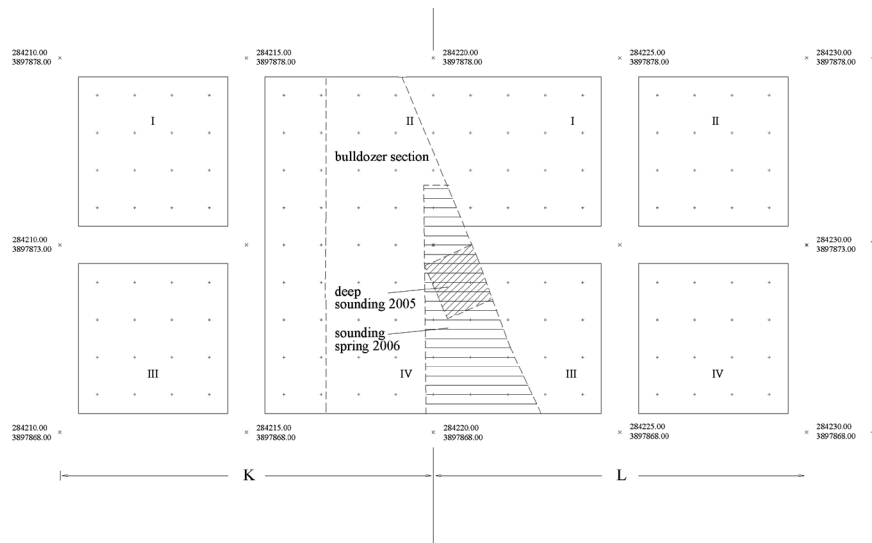 284210.00
3897878.00
284215.00
3897878.00
284220.00
3897878.00
284225.00
3897878.00
284230.00
3897878.00
I
II
I
II
bulldozer section
284210.00
3897873.00
284230.00
3897873.00
deep
sounding 2005
sounding
spring 2006
III
IV
III
IV
284210.00
3897868.00
284215.00
3897868.00
284220.00
3897868.00
284225.00
3897868.00
284230.00
3897868.00
K
L